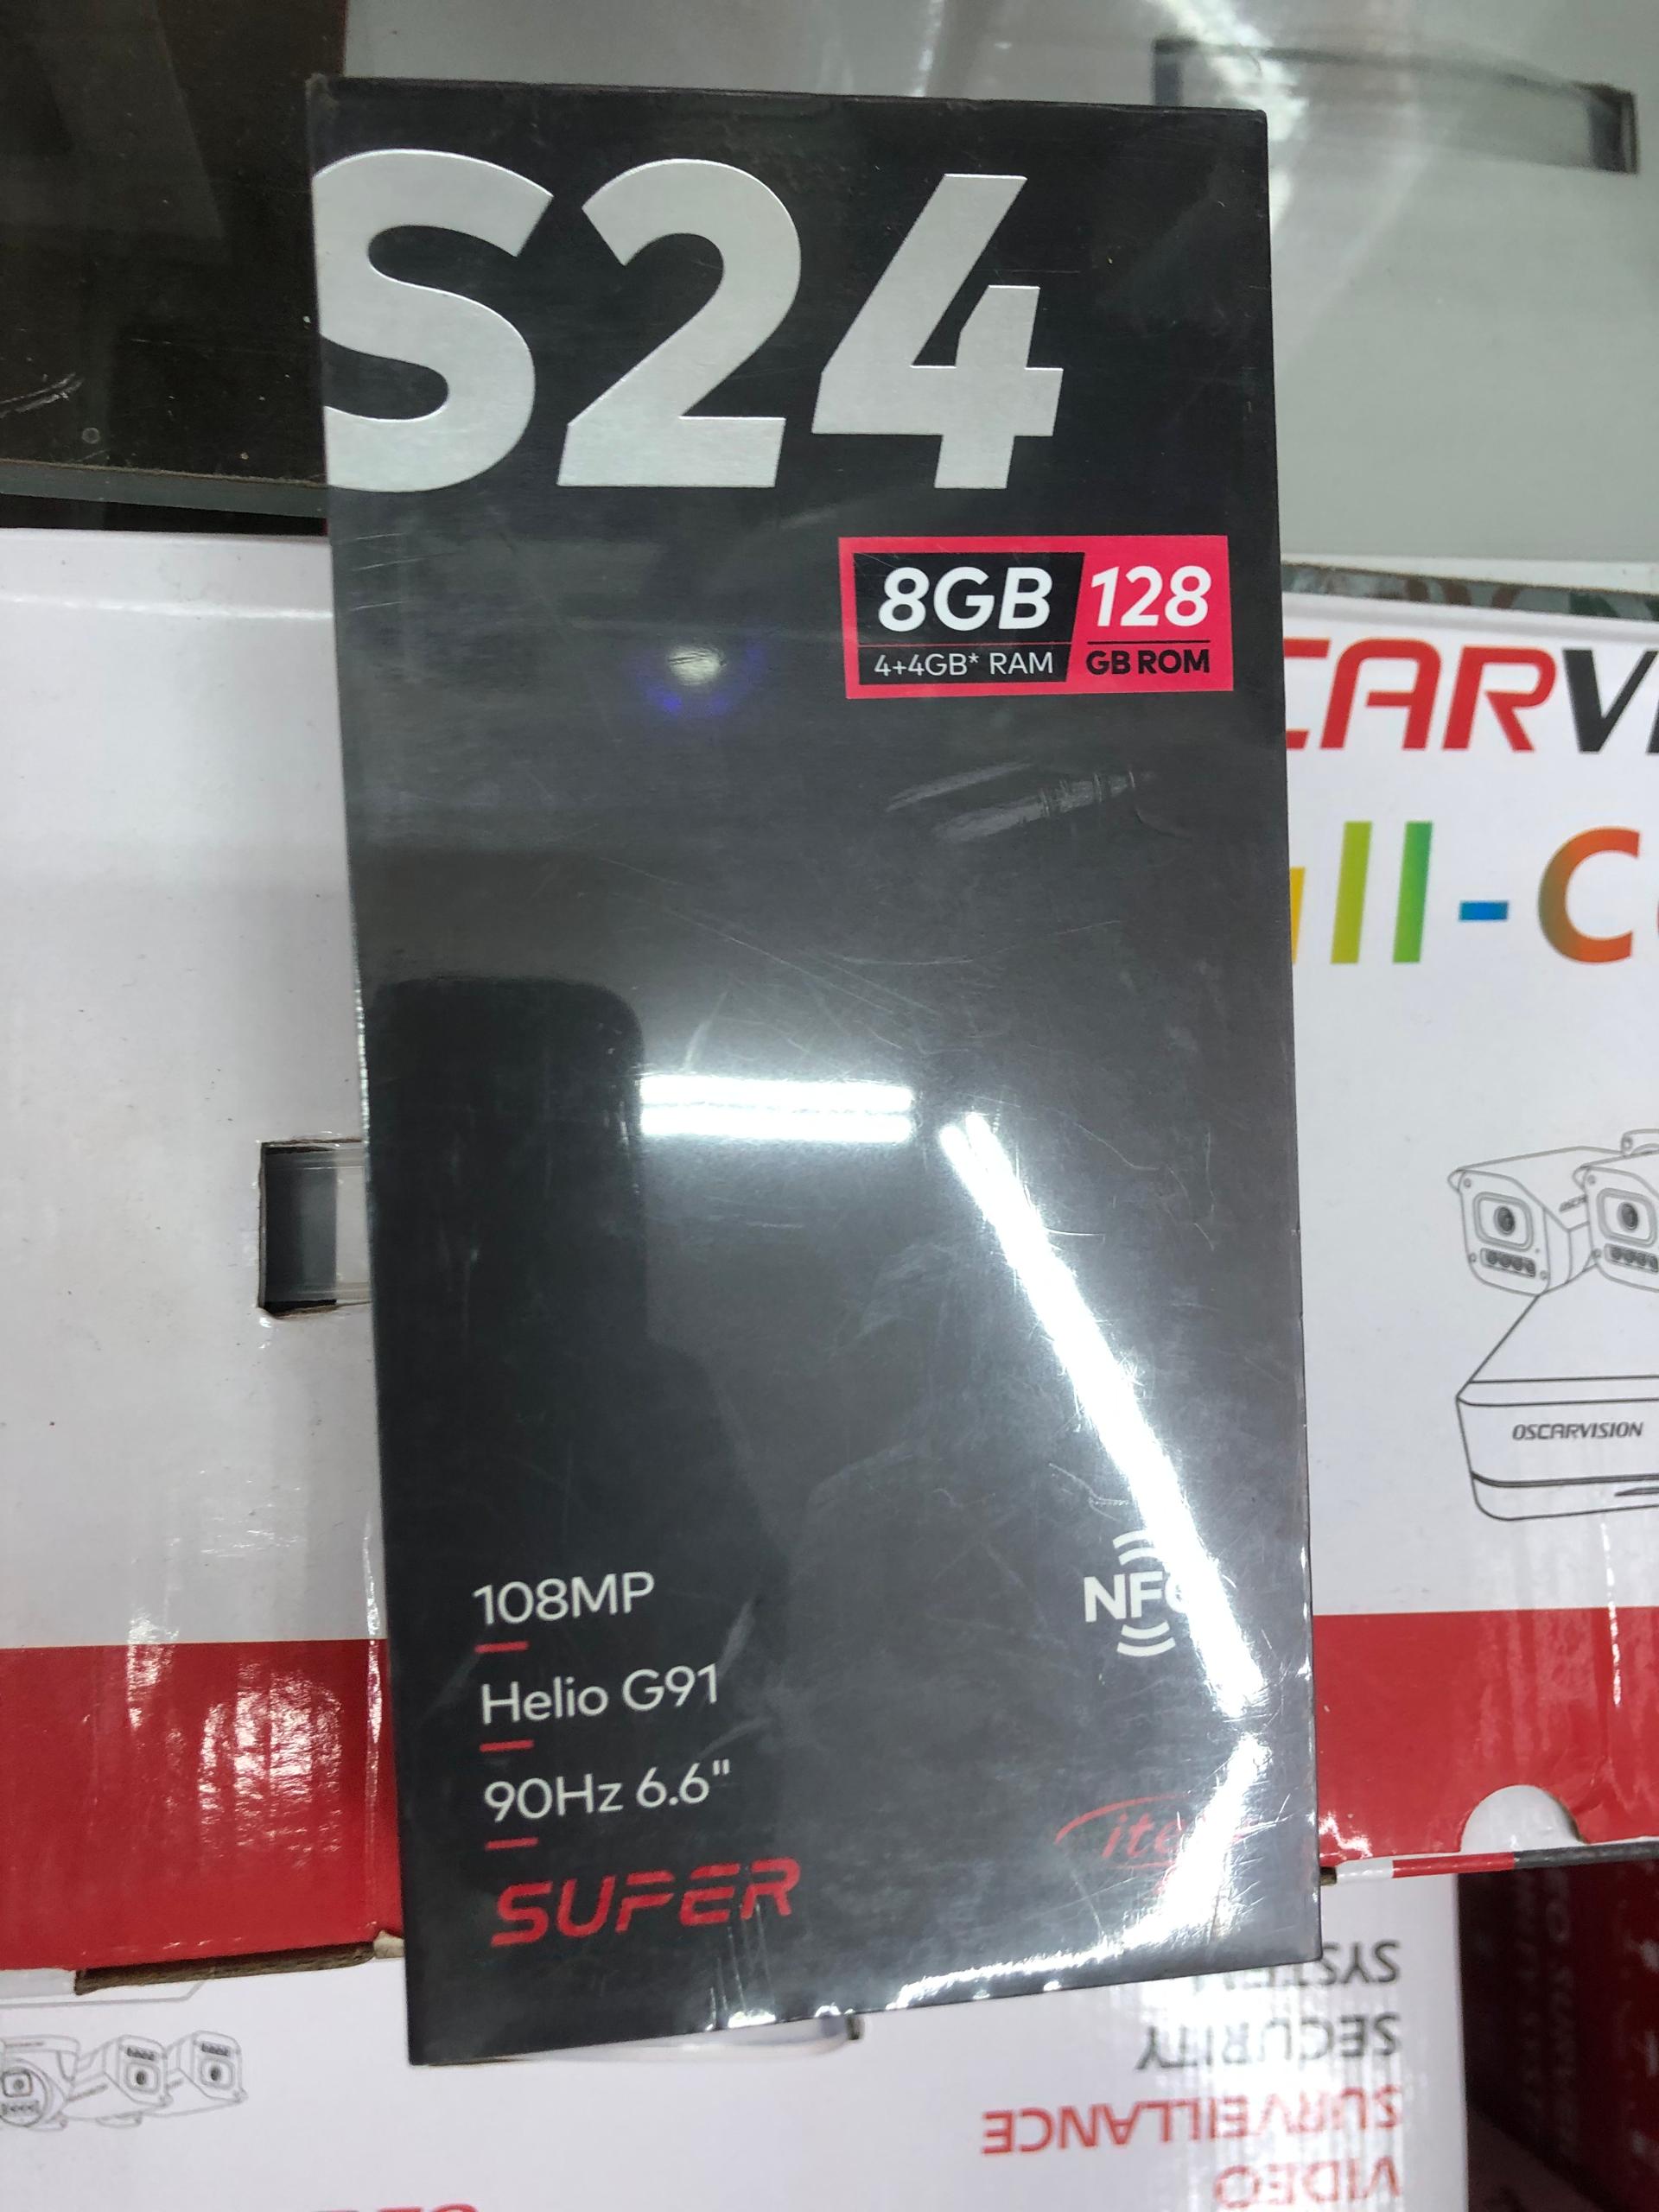 S24
8GB 128
4+4GB* RAM GB ROM
ll-C
OSCARVISION
108MP
Helio G91
90Hz 6.6"
SUPER
SYSTEM
SECURITY
SURVEILLANCE
VIDEO